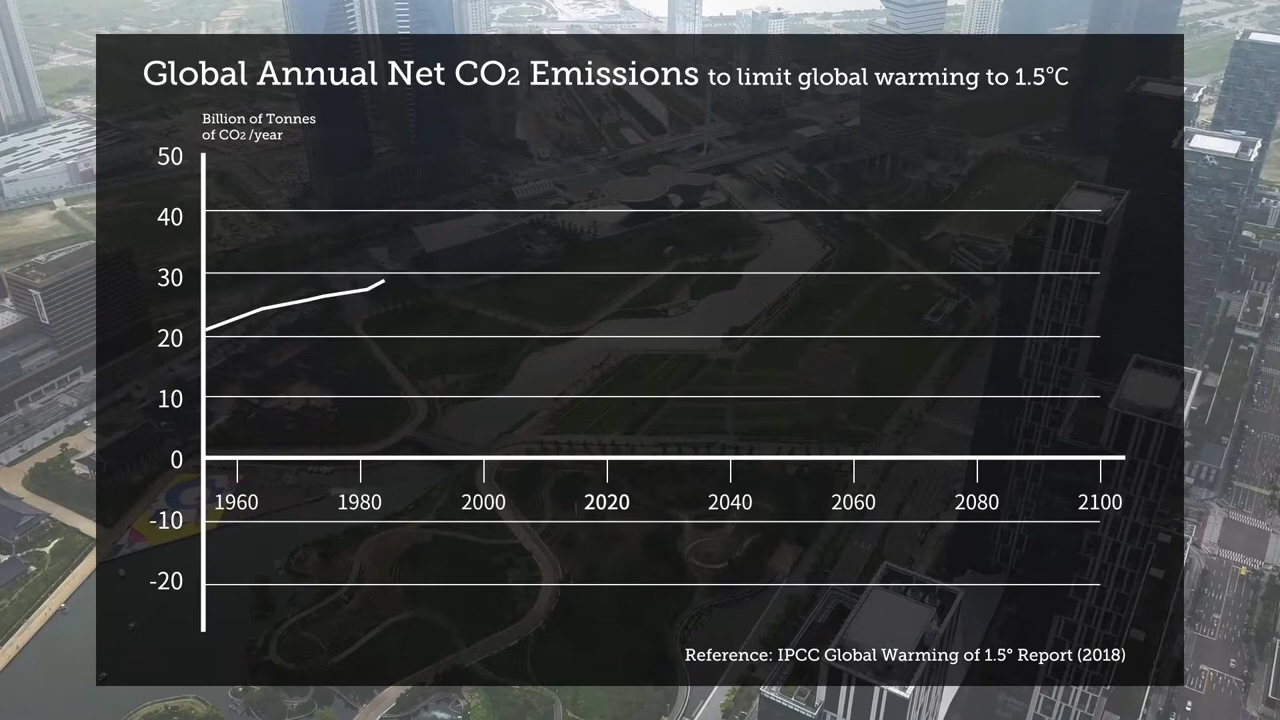 Global Annual Net CO2 Emissions to limit global warming to 1.5°C
Billion of Tonnes
of CO2 /year
50
40
30
20
10
0
1960 1980 2000 2020 2040 2060 2080 2100
-10
-20
Reference: IPCC Global Warming of 1.5° Report (2018)